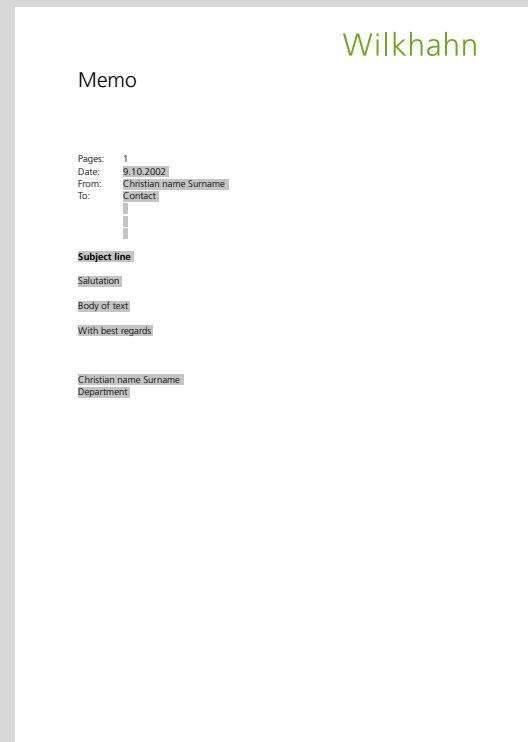 Wilkhahn
Memo
Pages: 1
Date: 9.10.2002
From: Christian name Surname
To: Contact
Subject line
Salutation
Body of text
With best regards
Christian name Surname
Department